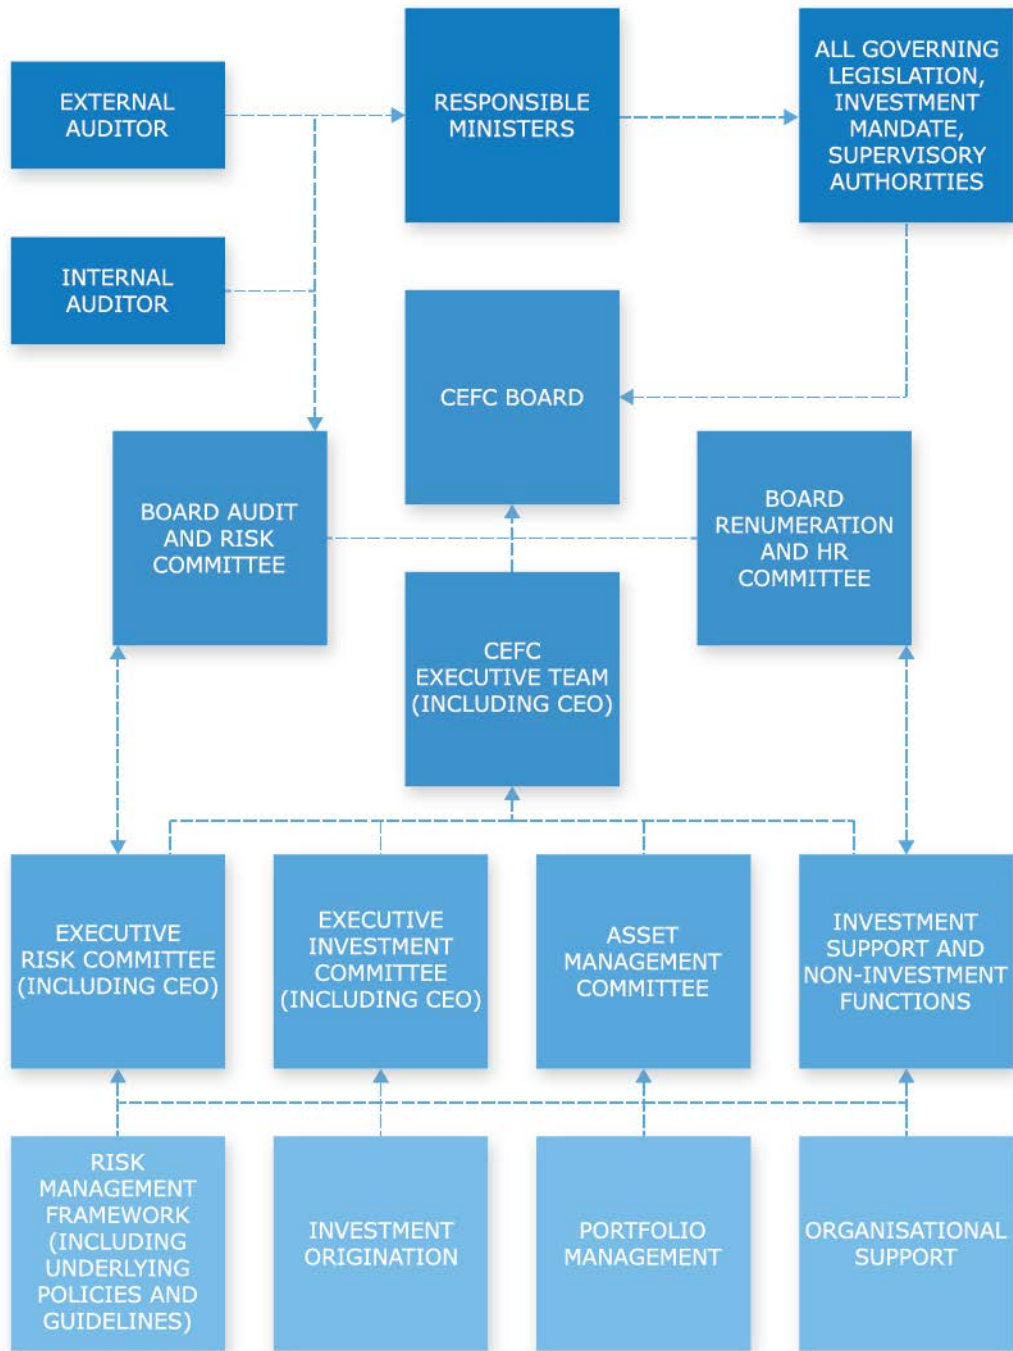 EXTERNAL
AUDITOR
RESPONSIBLE
MINISTERS
ALL GOVERNING
LEGISLATION,
INVESTMENT
MANDATE,
SUPERVISORY
AUTHORITIES
INTERNAL
AUDITOR
CEFC BOARD
BOARD AUDIT
AND RISK
COMMITTEE
BOARD
RENUMERATION
AND HR
COMMITTEE
CEFC
EXECUTIVE TEAM
(INCLUDING CEO)
EXECUTIVE
RISK COMMITTEE
(INCLUDING CEO)
EXECUTIVE
INVESTMENT
COMMITTEE
(INCLUDING CEO)
ASSET
MANAGEMENT
COMMITTEE
INVESTMENT
SUPPORT AND
NON-INVESTMENT
FUNCTIONS
RISK
MANAGEMENT
FRAMEWORK
(INCLUDING
UNDERLYING
POLICIES AND
GUIDELINES)
INVESTMENT
ORIGINATION
PORTFOLIO
MANAGEMENT
ORGANISATIONAL
SUPPORT